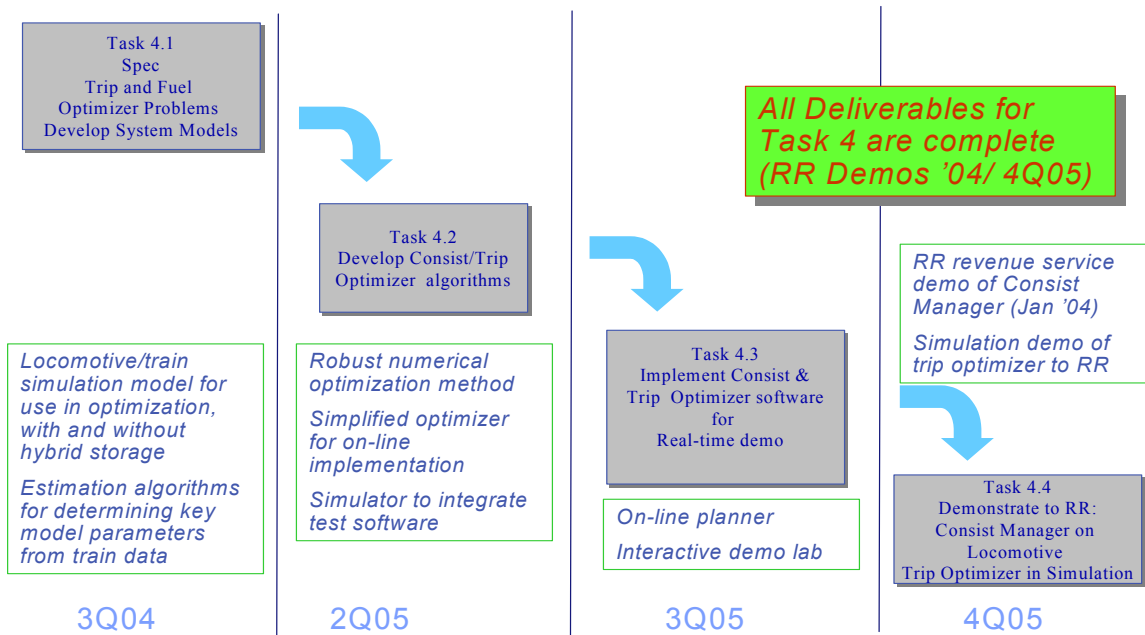 Task 4.1
Spec
Trip and Fuel
Optimizer Problems
Develop System Models
All Deliverables for
Task 4 are complete
(RR Demos ’04/ 4Q05)
Task 4.2
Develop Consist/Trip
Optimizer algorithms
RR revenue service
demo of Consist
Manager (Jan ’04)
Simulation demo of
trip optimizer to RR
Locomotive/train
simulation model for
use in optimization,
with and without
hybrid storage
Estimation algorithms
for determining key
model parameters
from train data
Robust numerical
optimization method
Simplified optimizer
for on-line
implementation
Simulator to integrate
test software
Task 4.3
Implement Consist &
Trip Optimizer software
for
Real-time demo
On-line planner
Interactive demo lab
Task 4.4
Demonstrate to RR:
Consist Manager on
Locomotive
Trip Optimizer in Simulation
3Q04
2Q05
3Q05
4Q05